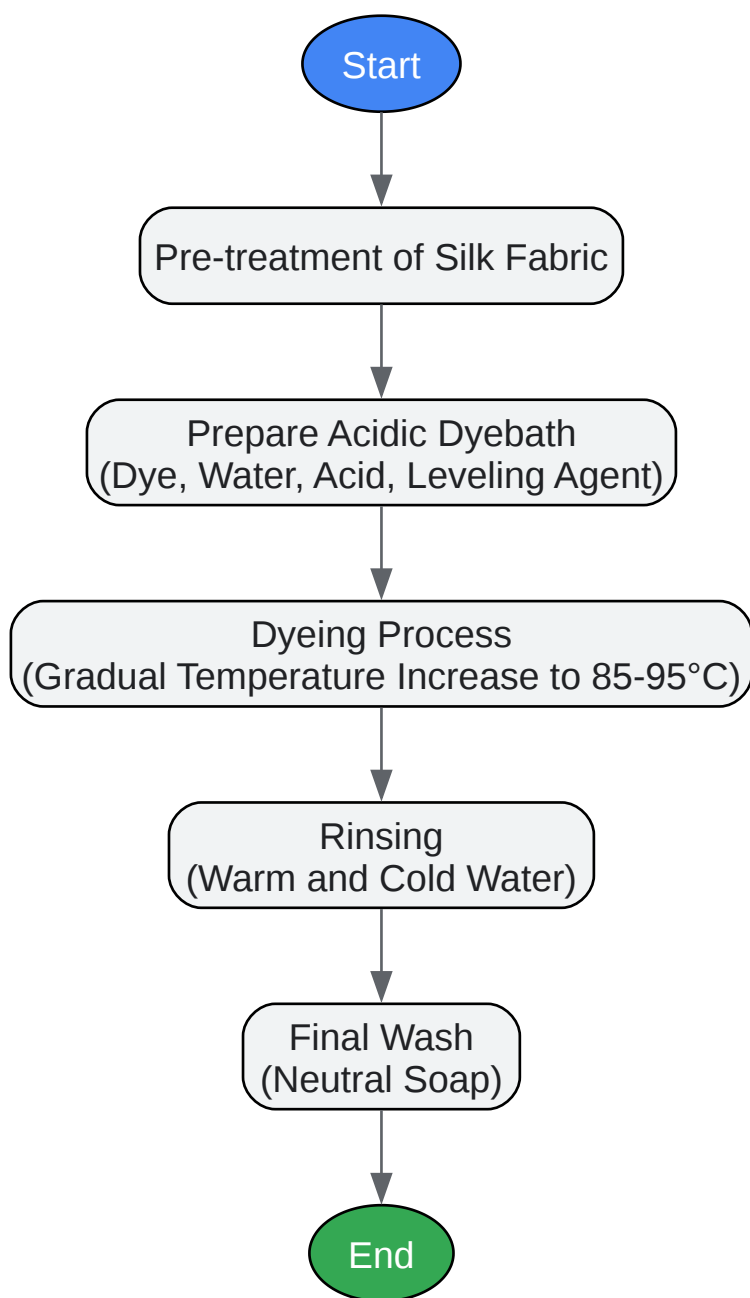 Start
Pre-treatment of Silk Fabric
Prepare Acidic Dyebath
(Dye, Water, Acid, Leveling Agent)
Dyeing Process
(Gradual Temperature Increase to 85-95°C)
Rinsing
(Warm and Cold Water)
Final Wash
(Neutral Soap)
End